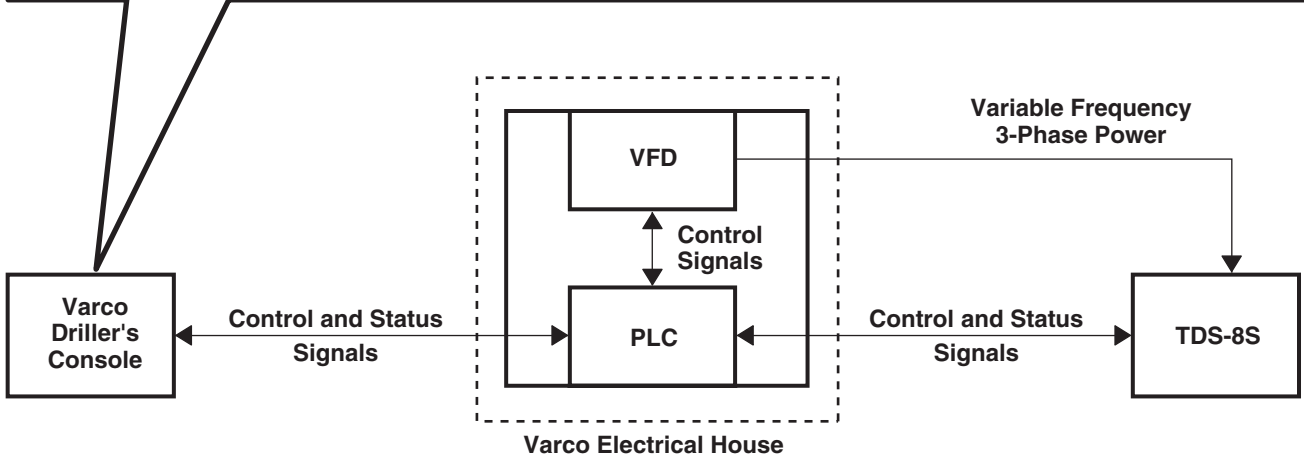 Variable Frequency
3-Phase Power
VFD
Control
Signals
Varco
Driller's
Console
Control and Status
Signals
PLC
Control and Status
Signals
TDS-8S
Varco Electrical House